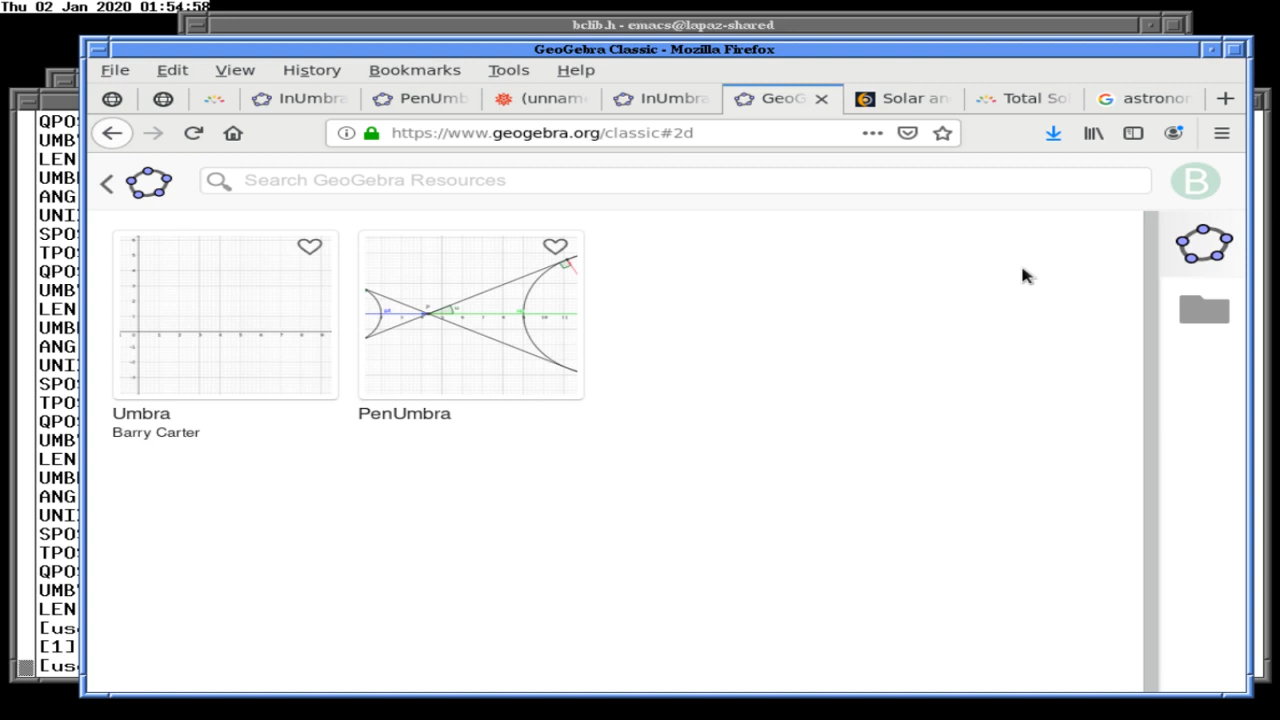 Thu 02 Jan 2020 01:54:58
bclib.h - emacs@lapaz-shared
GeoGebra Classic - Mozilla Firefox
File Edit View History Bookmarks Tools Help
InUmbra PenUmb (unnam InUmbra GeoG Solar an Total So astronor
https://www.geogebra.org/classic#2d
Search GeoGebra Resources
B
Umbra
Barry Carter
PenUmbra
QPO
UMB
LEN
UMB
ANG
UNI
SPO
TPO
QPO
UMB
LEN
UMB
ANG
UNI
SPO
TPO
QPO
UMB
LEN
UMB
ANG
UNI
SPO
TPO
QPO
UMB
LEN
[us
[1]
[us